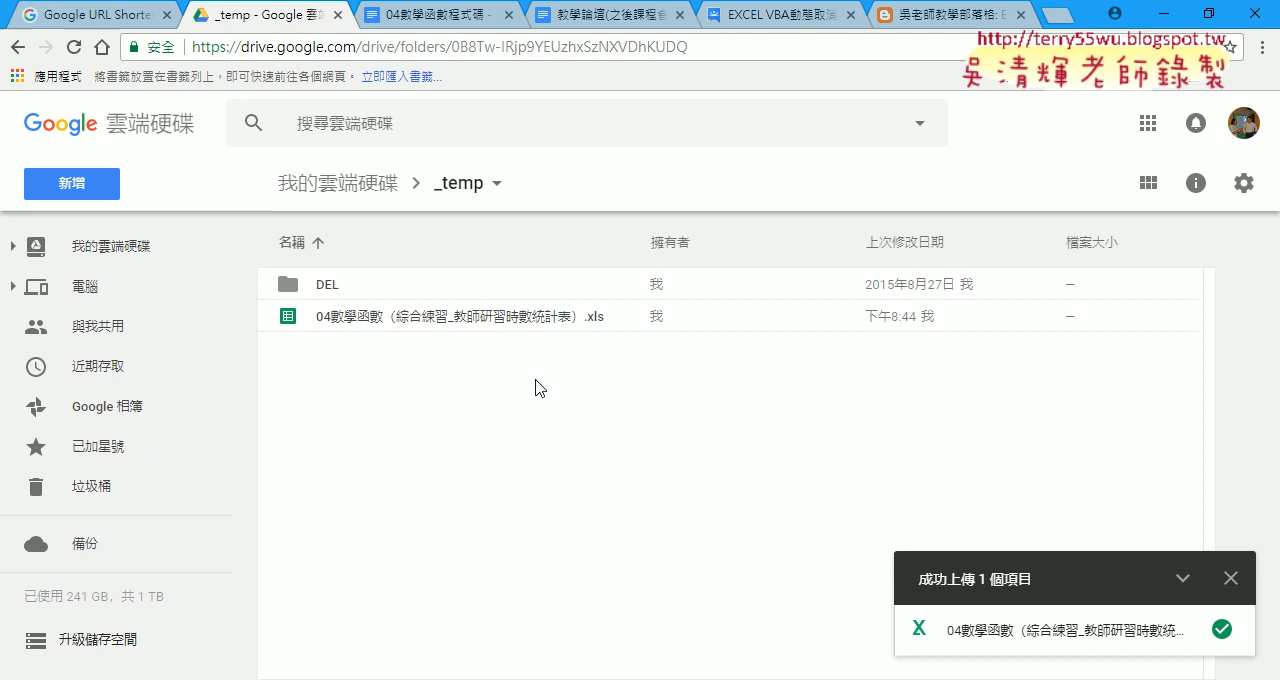 Google URL Shorte
_temp - Google 雲端
04數學函數程式碼 -
教學論壇(之後課程會
EXCEL VBA動態取消
吳老師教學部落格: E
安全
https://drive.google.com/drive/folders/0B8Tw-IRjp9YEUzhxSzNXVDhKUDQ
http://terry55wu.blogspot.tw
吳清輝老師錄製
應用程式
將書籤放置在書籤列上，即可快速前往各個網頁。 立即匯入書籤...
Google 雲端硬碟
搜尋雲端硬碟
新增
我的雲端硬碟 > _temp
我的雲端硬碟
電腦
與我共用
近期存取
Google 相簿
已加星號
垃圾桶
備份
已使用 241 GB，共 1 TB
升級儲存空間
名稱
擁有者
上次修改日期
檔案大小
DEL
我
2015年8月27日 我
—
04數學函數（綜合練習_教師研習時數統計表）.xls
我
下午8:44 我
—
成功上傳 1 個項目
04數學函數（綜合練習_教師研習時數統...